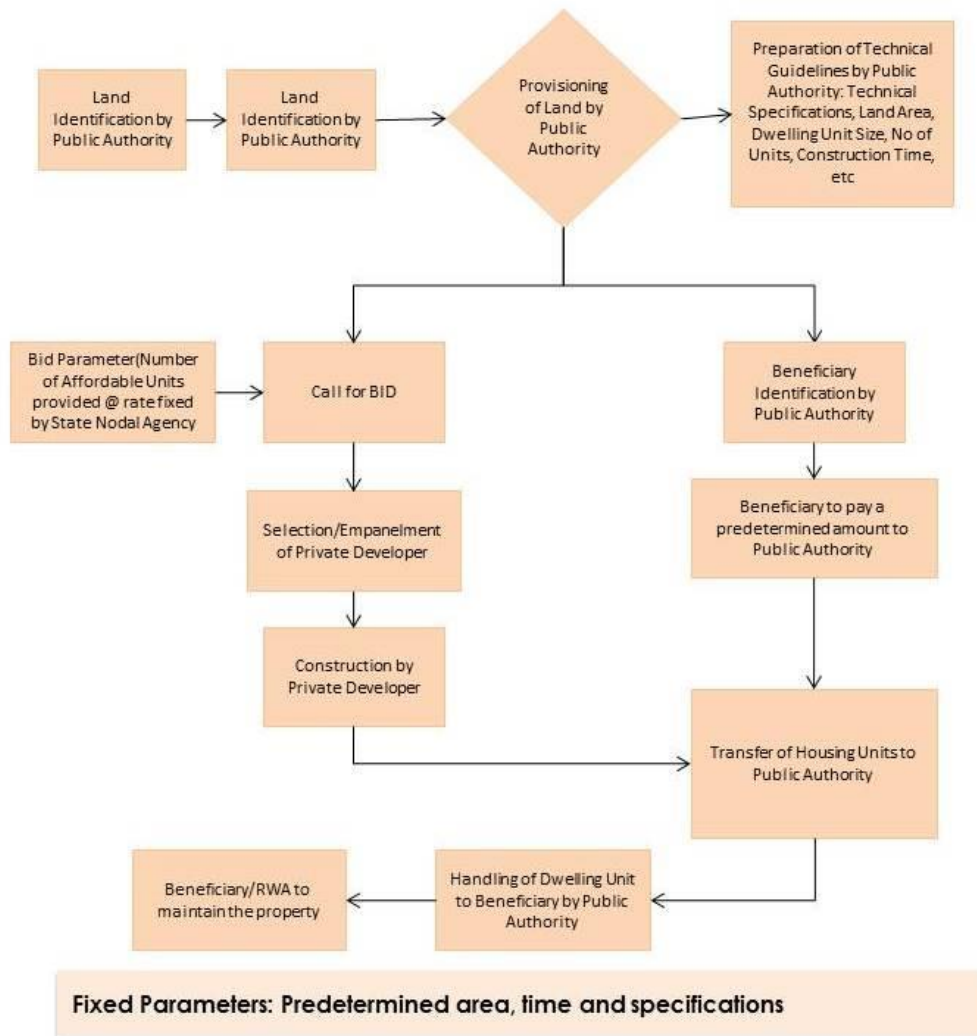 Land
Identification by
Public Authority
Land
Identification by
Public Authority
Provisioning
of Land by
Public
Authority
Preparation of Technical
Guidelines by Public
Authority: Technical
Specifications, Land Area,
Dwelling Unit Size, No of
Units, Construction Time,
etc
Bid Parameter(Number
of Affordable Units
provided @ rate fixed
by State Nodal Agency
Call for BID
Beneficiary
Identification by
Public Authority
Selection/Empanelment
of Private Developer
Beneficiary to pay a
predetermined amount to
Public Authority
Construction by
Private Developer
Transfer of Housing Units to
Public Authority
Beneficiary/RWA to
maintain the property
Handling of Dwelling Unit
to Beneficiary by Public
Authority
Fixed Parameters: Predetermined area, time and specifications